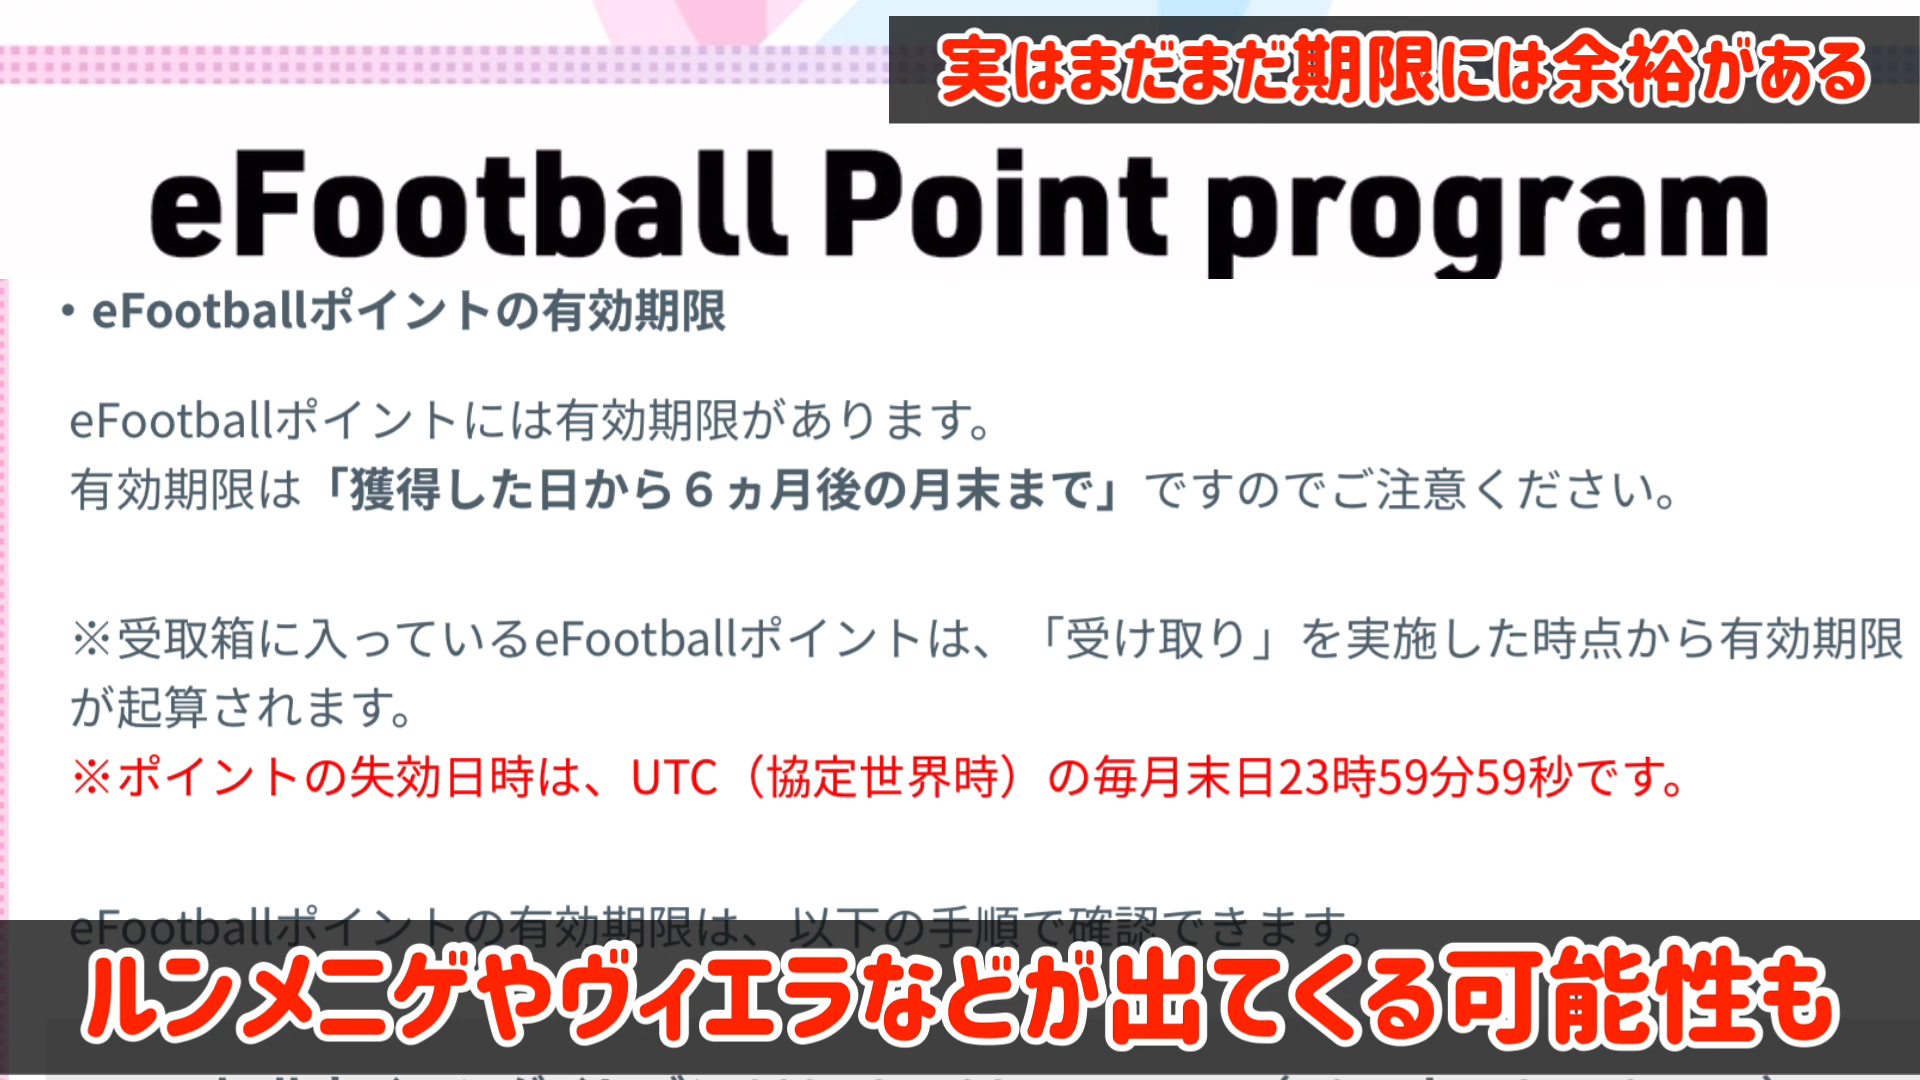 実はまだまだ期限には余裕がある
eFootball Point program
・eFootballポイントの有効期限
eFootballポイントには有効期限があります。
有効期限は「獲得した日から６ヵ月後の月末まで」ですのでご注意ください。
※受取箱に入っているeFootballポイントは、「受け取り」を実施した時点から有効期限
が起算されます。
※ポイントの失効日時は、UTC（協定世界時）の毎月末日23時59分59秒です。
eFootballポイントの有効期限は、以下の手順で確認できます。
ルンメニゲやヴィエラなどが出てくる可能性も